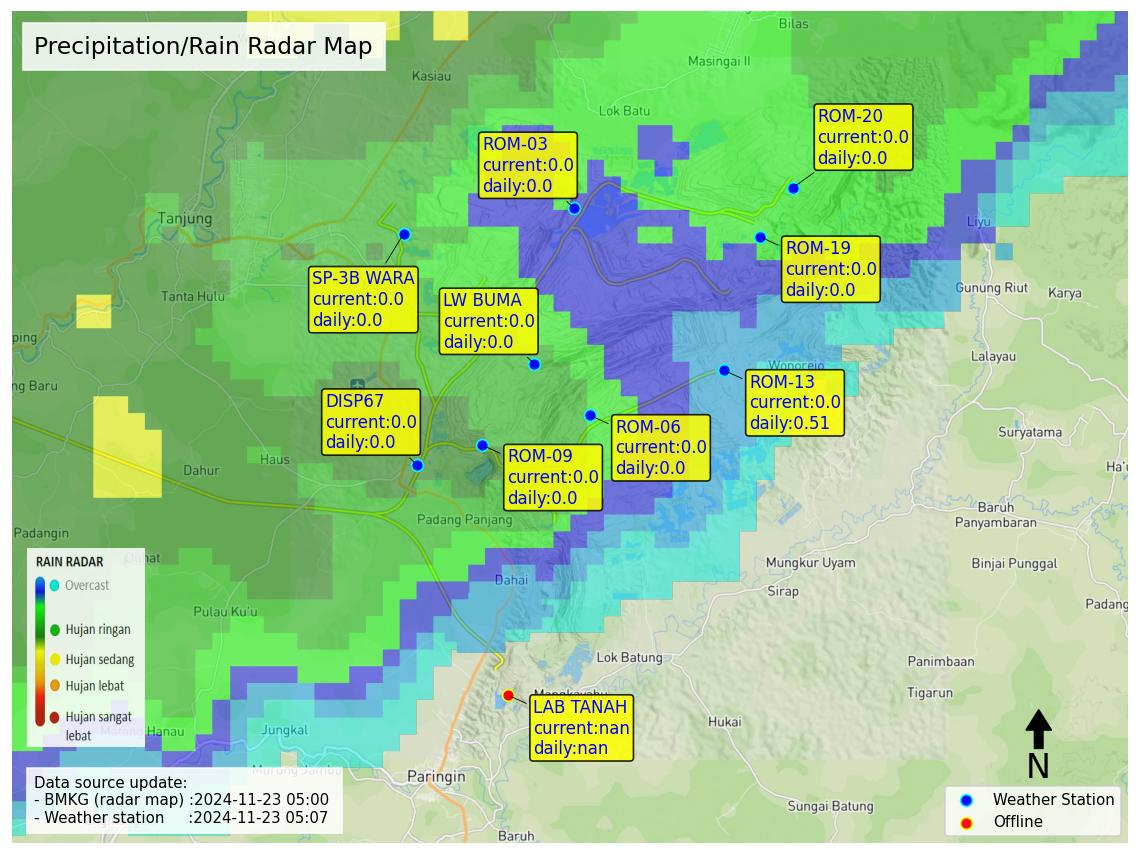 Precipitation/Rain Radar Map
Bilas
Masingai II
Kasiau
Lok Batu
ROM-20
current:0.0
daily:0.0
ROM-03
current:0.0
daily:0.0
Tanjung
Liyu
ROM-19
current:0.0
daily:0.0
SP-3B WARA
current:0.0
daily:0.0
LW BUMA
current:0.0
daily:0.0
Tanta Hulu
Gunung Riut
Karya
ping
Lalayau
Wonorejo
ng Baru
ROM-13
current:0.0
daily:0.51
DISP67
current:0.0
daily:0.0
ROM-06
current:0.0
daily:0.0
Suryatama
ROM-09
current:0.0
daily:0.0
Haus
Dahur
Ha'u
Baruh
Panyambaran
Padang Panjang
Padangin
Mungkur Uyam
Binjai Punggal
Dahai
Sirap
Padang
Pulau Ku'u
RAIN RADAR
Overcast
Hujan ringan
Hujan sedang
Hujan lebat
Hujan sangat
lebat
Lok Batung
Panimbaan
Tigarun
LAB TANAH
current:nan
daily:nan
Hukai
Jungkal
Hanau
Paringin
Sungai Batung
Baruh
N
Data source update:
- BMKG (radar map) :2024-11-23 05:00
- Weather station :2024-11-23 05:07
Weather Station
Offline